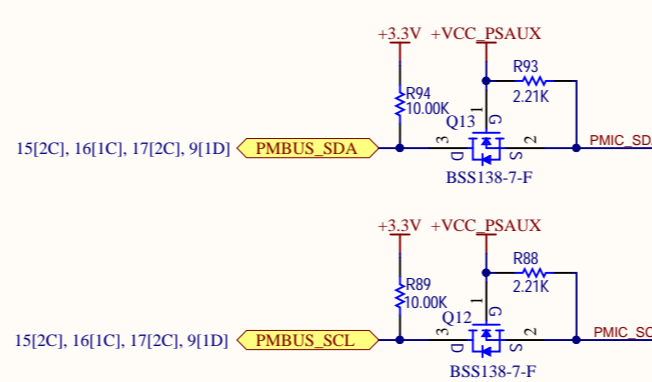 +3.3V +VCC_PSAUX
R93
2.21K
R94
10.00K
1
G
Q13
3
D
S
2
15[2C], 16[1C], 17[2C], 9[1D]
PMBUS_SDA
PMIC_SDA
BSS138-7-F
+3.3V +VCC_PSAUX
R88
2.21K
R89
10.00K
1
G
Q12
3
D
S
2
15[2C], 16[1C], 17[2C], 9[1D]
PMBUS_SCL
PMIC_SC
BSS138-7-F